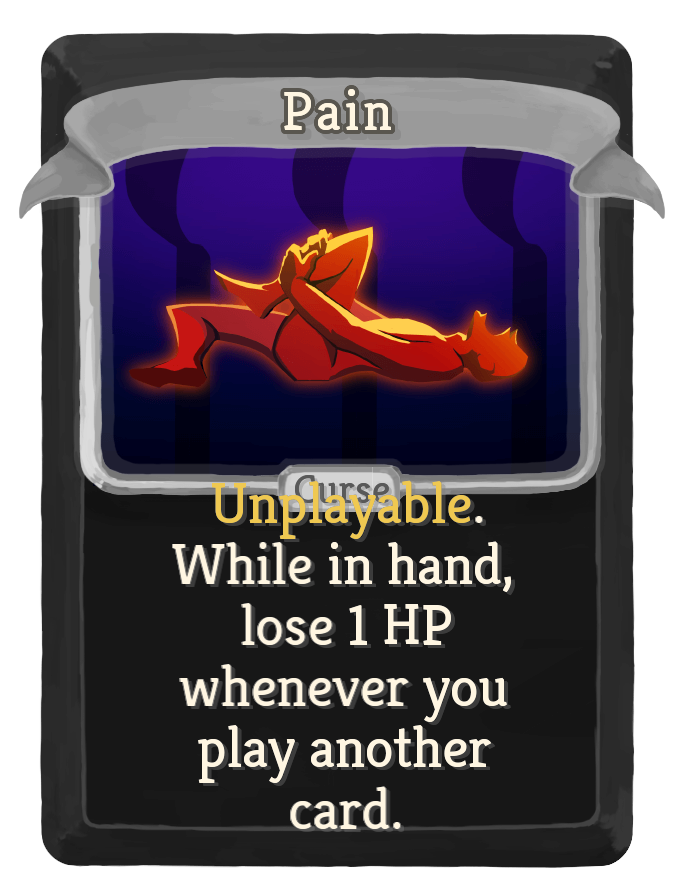 Pain
Curse
Unplayable.
While in hand,
lose 1 HP
whenever you
play another
card.